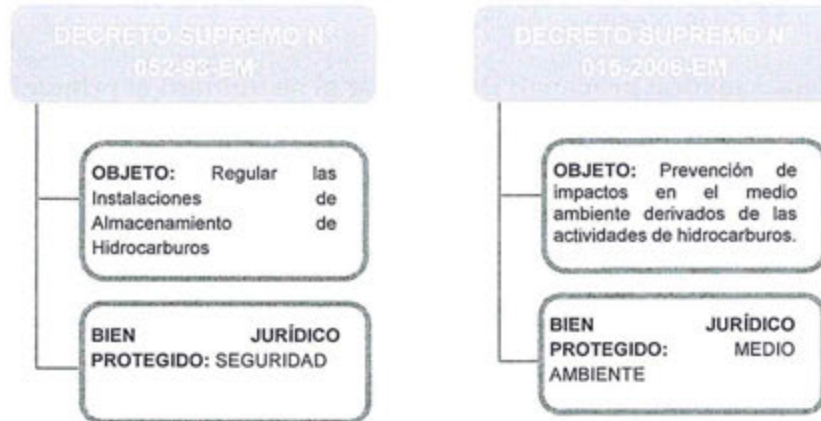 DECRETO SUPREMO N°
052-93-EM
OBJETO: Regular las
Instalaciones de
Almacenamiento de
Hidrocarburos
BIEN JURÍDICO
PROTEGIDO: SEGURIDAD
DECRETO SUPREMO N°
015-2006-EM
OBJETO: Prevención de
impactos en el medio
ambiente derivados de las
actividades de hidrocarburos.
BIEN JURÍDICO
PROTEGIDO: MEDIO
AMBIENTE